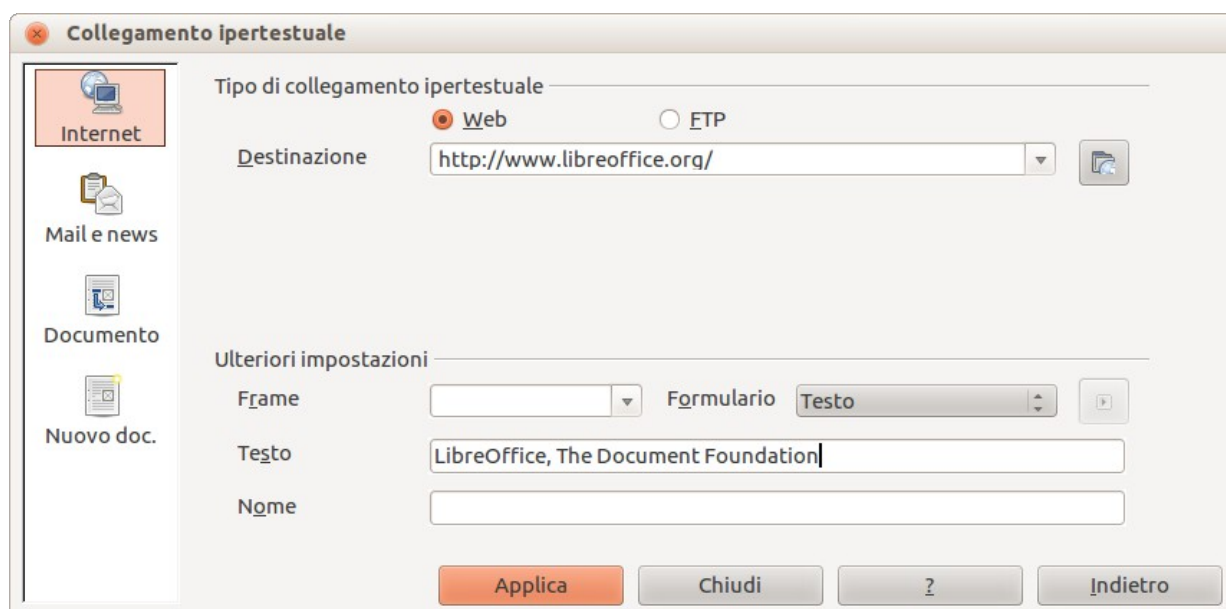 Collegamento ipertestuale
Internet
Mail e news
Documento
Nuovo doc.
Tipo di collegamento ipertestuale
Web FTP
Destinazione http://www.libreoffice.org/
Ulteriori impostazioni
Frame Formulario Testo
Testo LibreOffice, The Document Foundation
Nome
Applica Chiudi ? Indietro